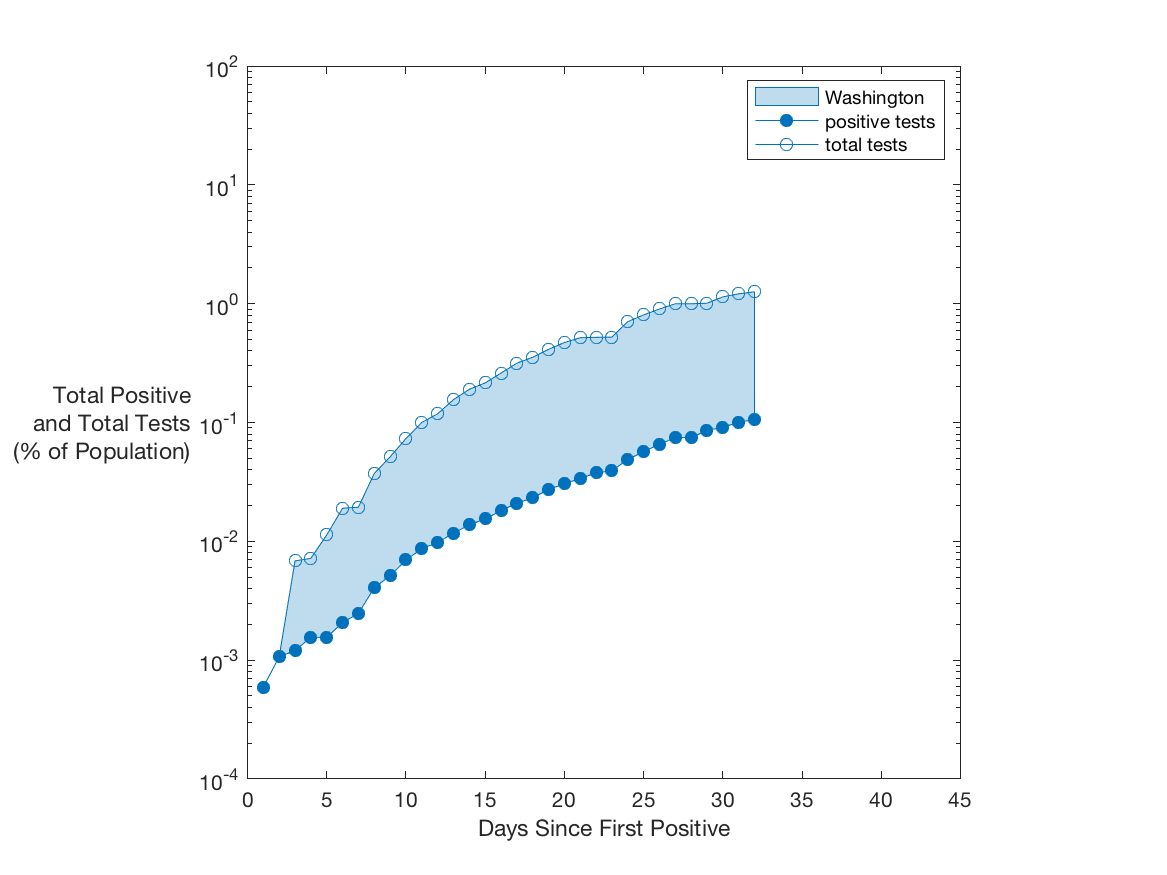 10^2
10^1
10^0
10^-1
10^-2
10^-3
10^-4
Total Positive
and Total Tests
(% of Population)
Washington
positive tests
total tests
0 5 10 15 20 25 30 35 40 45
Days Since First Positive